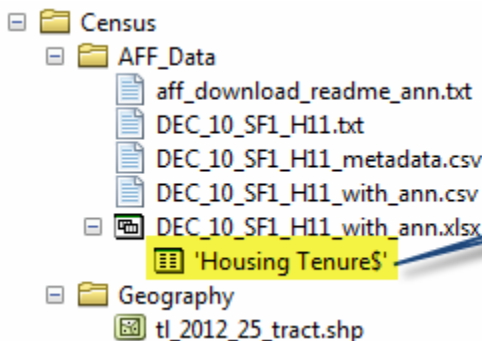 Census
AFF_Data
aff_download_readme_ann.txt
DEC_10_SF1_H11.txt
DEC_10_SF1_H11_metadata.csv
DEC_10_SF1_H11_with_ann.csv
DEC_10_SF1_H11_with_ann.xlsx
'Housing Tenure$'
Geography
tl_2012_25_tract.shp